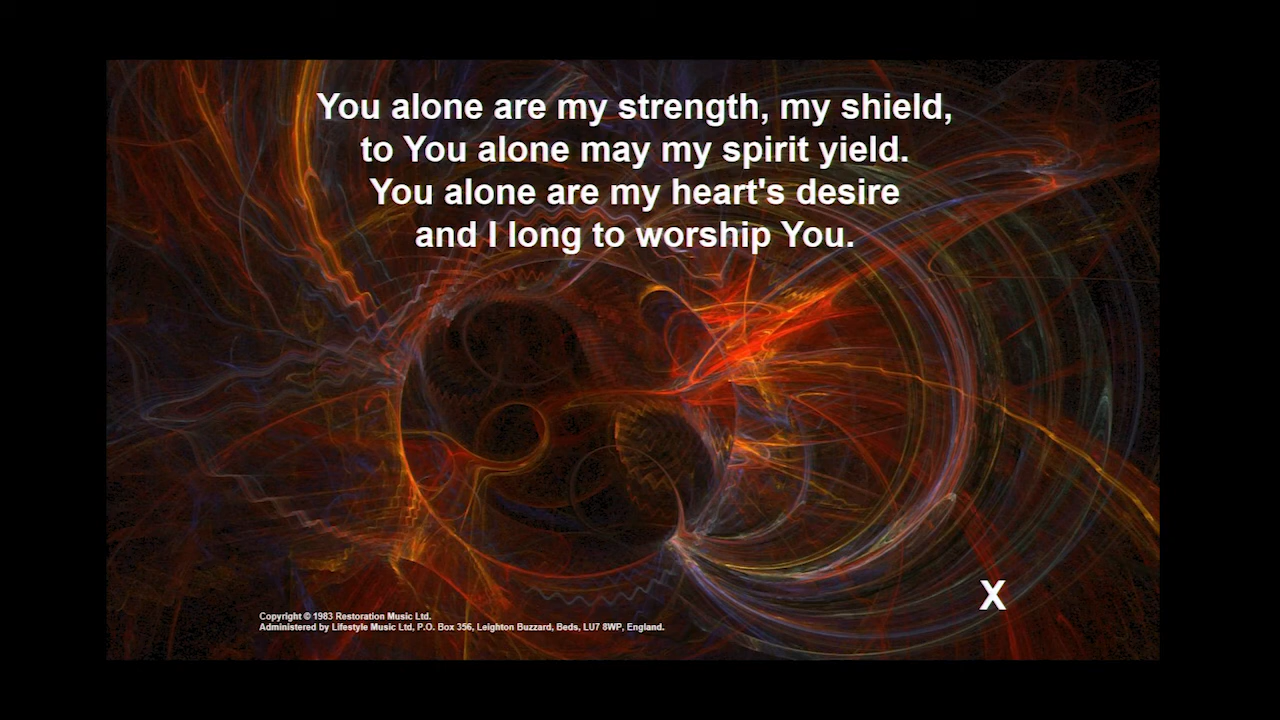 You alone are my strength, my shield,
to You alone may my spirit yield.
You alone are my heart's desire
and I long to worship You.
X
Copyright © 1983 Restoration Music Ltd.
Administered by Lifestyle Music Ltd, P.O. Box 356, Leighton Buzzard, Beds, LU7 8WP, England.